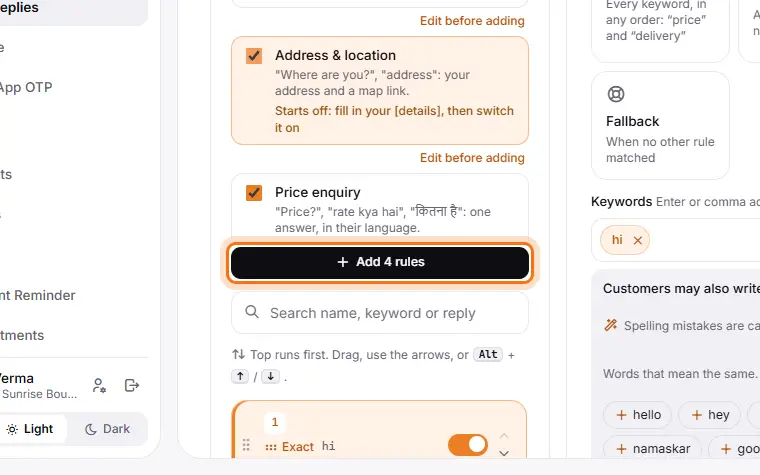 eplies
App OTP
ts
nt Reminder
tments
Verma
Sunrise Bou...
Light
Dark
Edit before adding
Address & location
"Where are you?", "address": your
address and a map link.
Starts off: fill in your [details], then switch
it on
Edit before adding
Price enquiry
"Price?", "rate kya hai", "कितना है": one
answer, in their language.
+ Add 4 rules
Search name, keyword or reply
Top runs first. Drag, use the arrows, or Alt +
↑ / ↓ .
1
Exact hi
Every keyword, in
any order: “price”
and “delivery”
Fallback
When no other rule
matched
Keywords Enter or comma ad
hi ×
Customers may also write
Spelling mistakes are ca
Words that mean the same.
+ hello
+ hey
+ namaskar
+ goo